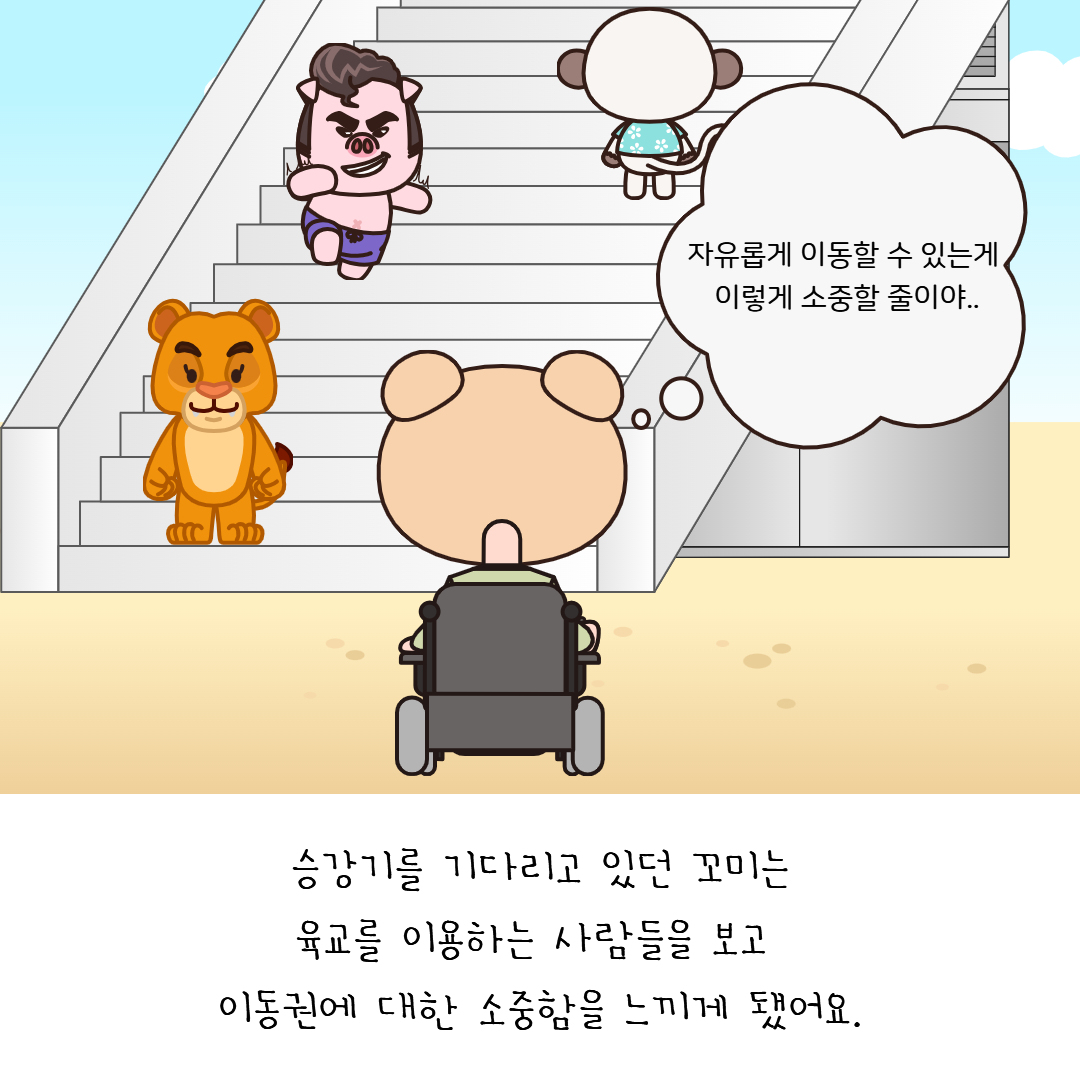 자유롭게 이동할 수 있는게
이렇게 소중할 줄이야..
승강기를 기다리고 있던 꼬미는
육교를 이용하는 사람들을 보고
이동권에 대한 소중함을 느끼게 됐어요.